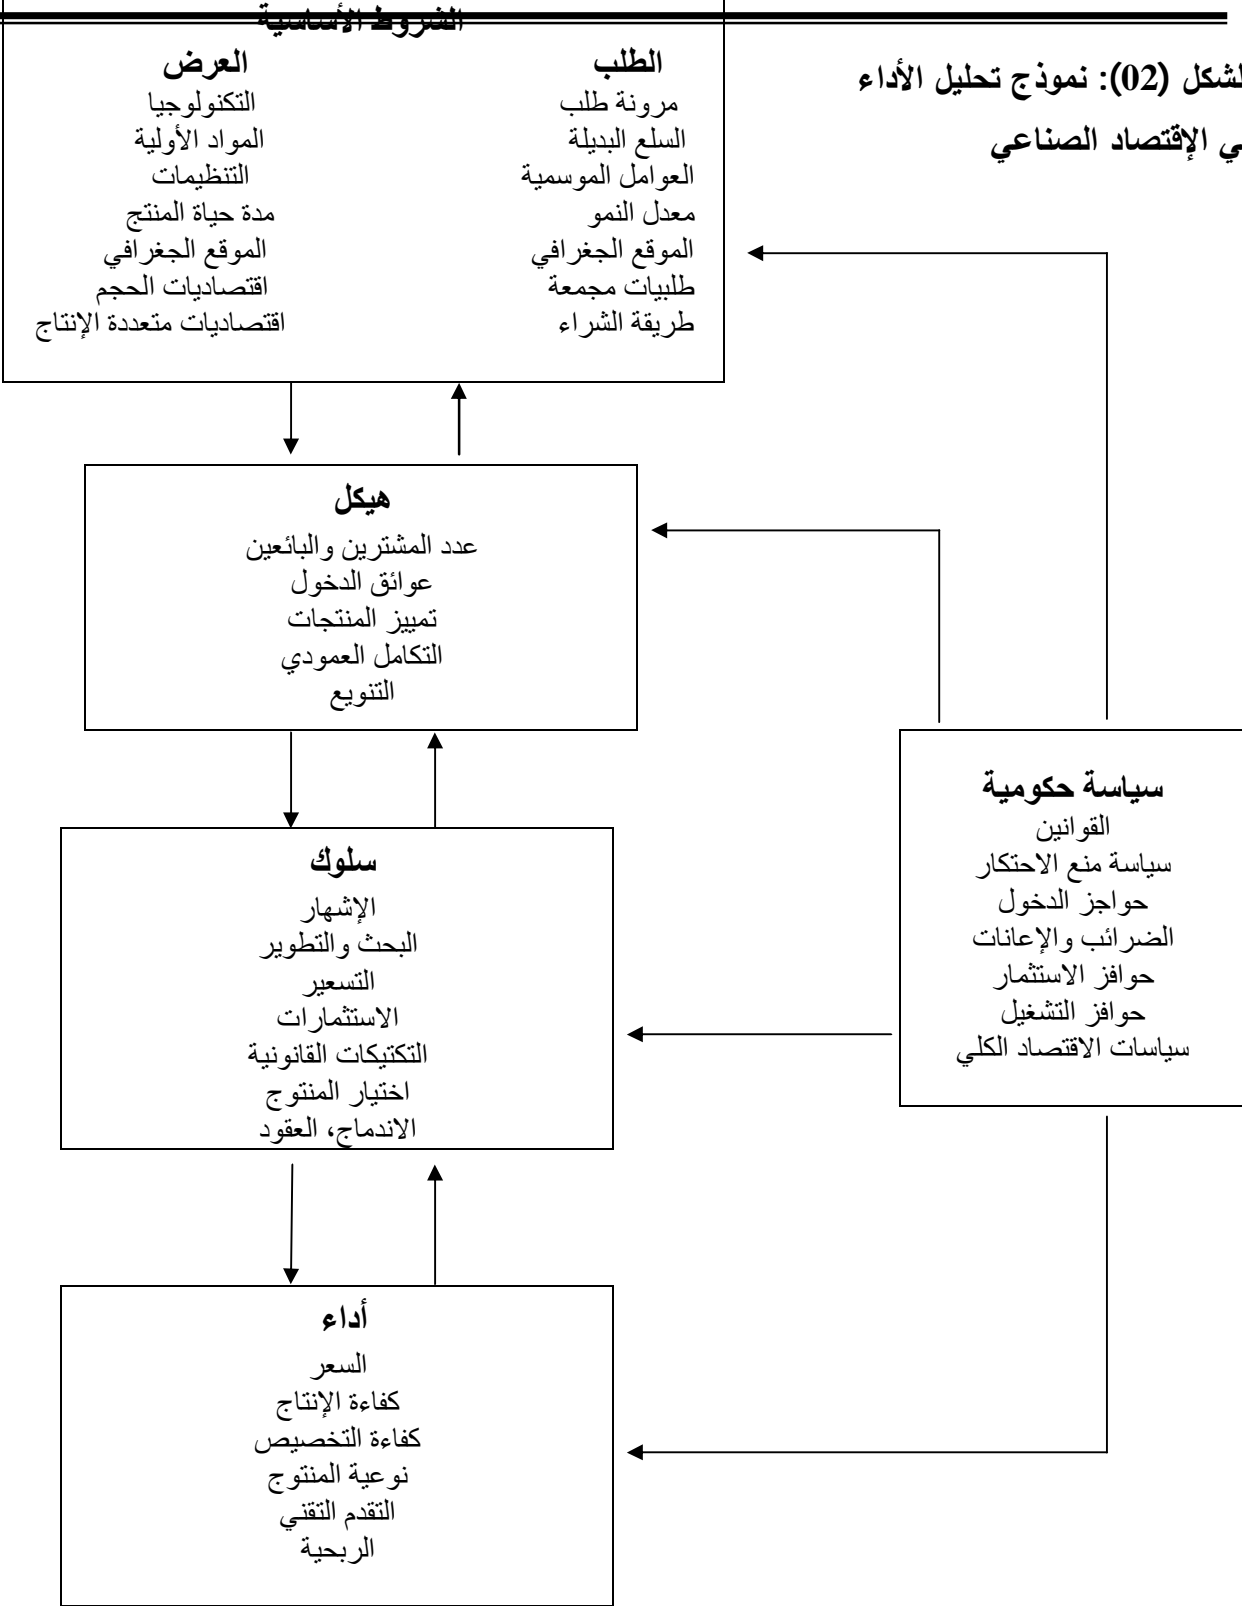 الشروط الأساسية
لشكل (02): نموذج تحليل الأداء
ي الإقتصاد الصناعي
الطلب
مرونة طلب
السلع البديلة
العوامل الموسمية
معدل النمو
الموقع الجغرافي
طلبيات مجمعة
طريقة الشراء
العرض
التكنولوجيا
المواد الأولية
التنظيمات
مدة حياة المنتج
الموقع الجغرافي
اقتصاديات الحجم
اقتصاديات متعددة الإنتاج
هيكل
عدد المشترين والبائعين
عوائق الدخول
تمييز المنتجات
التكامل العمودي
التنويع
سياسة حكومية
القوانين
سياسة منع الاحتكار
حواجز الدخول
الضرائب والإعانات
حوافز الاستثمار
حوافز التشغيل
سياسات الاقتصاد الكلي
سلوك
الإشهار
البحث والتطوير
التسعير
الاستثمارات
التكتيكات القانونية
اختيار المنتوج
الاندماج، العقود
أداء
السعر
كفاءة الإنتاج
كفاءة التخصيص
نوعية المنتوج
التقدم التقني
الربحية